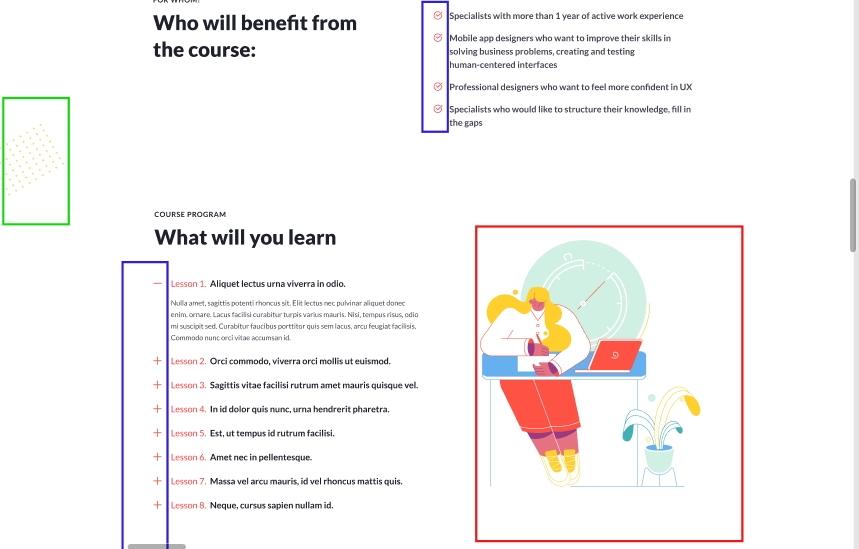 FOR WHOM?
Who will benefit from
the course:
Specialists with more than 1 year of active work experience
Mobile app designers who want to improve their skills in
solving business problems, creating and testing
human-centered interfaces
Professional designers who want to feel more confident in UX
Specialists who would like to structure their knowledge, fill in
the gaps
COURSE PROGRAM
What will you learn
Lesson 1. Aliquet lectus urna viverra in odio.
Nulla amet, sagittis potenti rhoncus sit. Elit lectus nec pulvinar aliquet donec
enim, ornare. Lacus facilisi curabitur turpis varius mauris. Nisi, tempus risus, odio
mi suscipit sed. Curabitur faucibus porttitor quis sem lacus, arcu feugiat facilisis.
Commodo nunc orci vitae accumsan id.
Lesson 2. Orci commodo, viverra orci mollis ut euismod.
Lesson 3. Sagittis vitae facilisi rutrum amet mauris quisque vel.
Lesson 4. In id dolor quis nunc, urna hendrerit pharetra.
Lesson 5. Est, ut tempus id rutrum facilisi.
Lesson 6. Amet nec in pellentesque.
Lesson 7. Massa vel arcu mauris, id vel rhoncus mattis quis.
Lesson 8. Neque, cursus sapien nullam id.